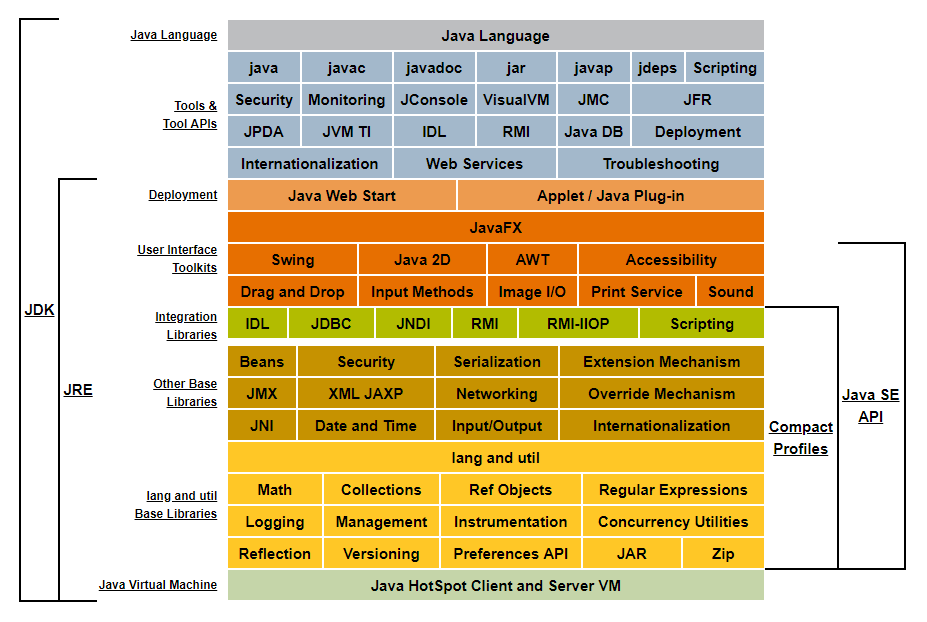 Java Language Java Language
java javac javadoc jar javap jdeps Scripting
Tools & Security Monitoring JConsole VisualVM JMC JFR
Tool APIs JPDA JVM TI IDL RMI Java DB Deployment
Internationalization Web Services Troubleshooting
Deployment Java Web Start Applet / Java Plug-in
JavaFX
User Interface
Toolkits
Swing Java 2D AWT Accessibility
Drag and Drop Input Methods Image I/O Print Service Sound
JDK
Integration
Libraries
IDL JDBC JNDI RMI RMI-IIOP Scripting
Beans Security Serialization Extension Mechanism
JRE
Other Base
Libraries
JMX XML JAXP Networking Override Mechanism
Java SE
API
JNI Date and Time Input/Output Internationalization
Compact
Profiles
lang and util
Math Collections Ref Objects Regular Expressions
lang and util
Base Libraries
Logging Management Instrumentation Concurrency Utilities
Reflection Versioning Preferences API JAR Zip
Java Virtual Machine Java HotSpot Client and Server VM